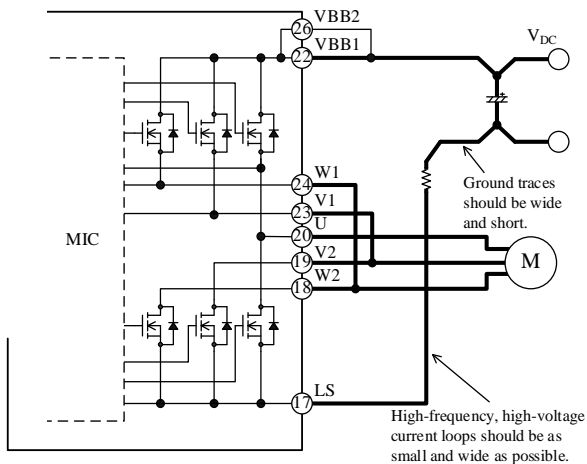 VBB2
26
VBB1
22
VDC
+
W1
24
V1
23
U
20
V2
19
W2
18
MIC
M
Ground traces
should be wide
and short.
LS
17
High-frequency, high-voltage
current loops should be as
small and wide as possible.